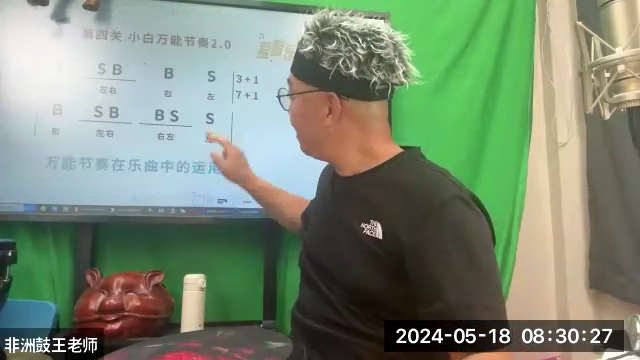 第四关 小白万能节奏2.0
SB B S 3+1
左右 右 左 7+1
B SB BS S
右 左右 右左
万能节奏在乐曲中的运用
THE NORTH FACE
非洲鼓王老师
2024-05-18 08:30:27